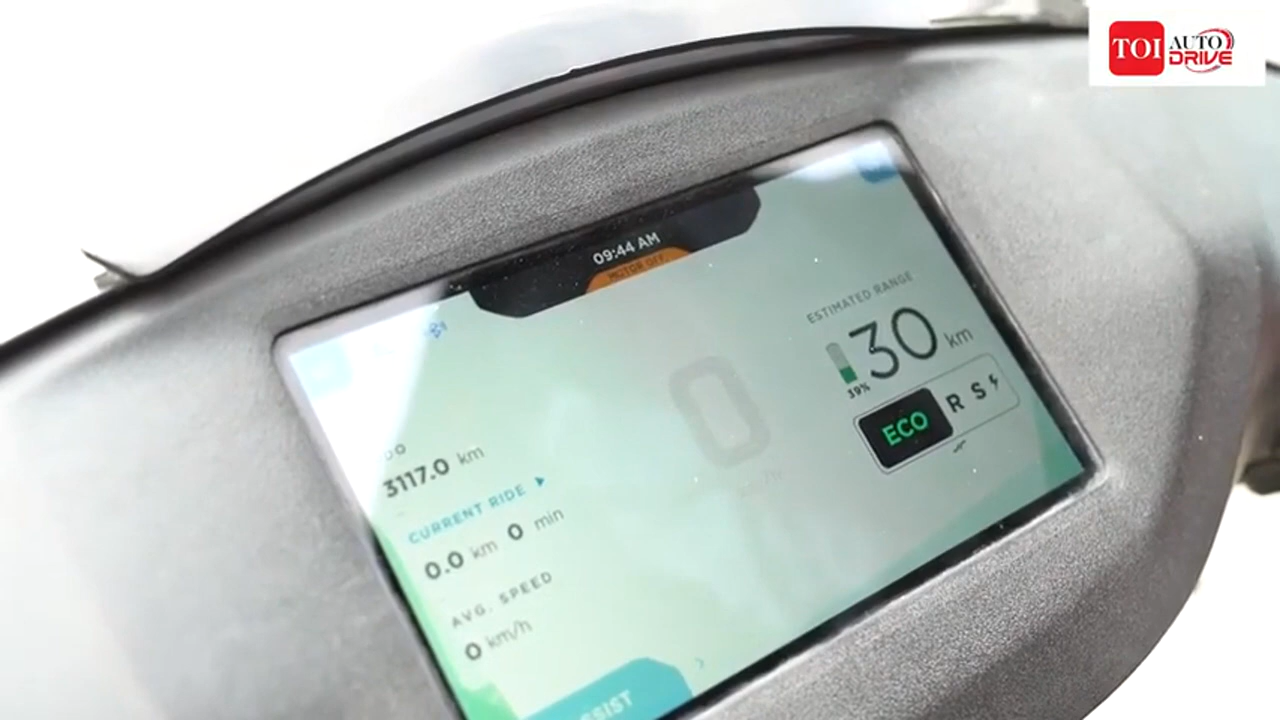 TOI AUTO
DRIVE
09:44 AM
MOTOR OFF
ESTIMATED RANGE
30 km
39%
ECO R S
0
3117.0 km
CURRENT RIDE
0.0 km 0 min
AVG. SPEED
0 km/h